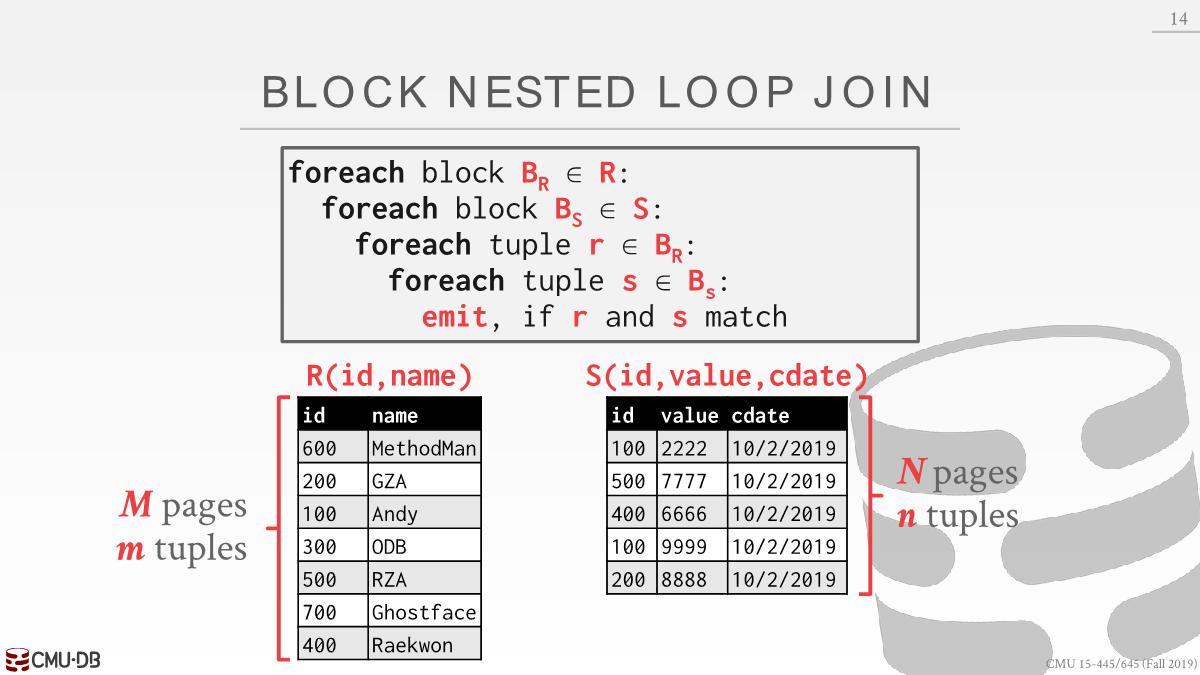 14
BLOCK NESTED LOOP JOIN
foreach block B_R ∈ R:
foreach block B_S ∈ S:
foreach tuple r ∈ B_R:
foreach tuple s ∈ B_s:
emit, if r and s match
R(id,name)
id name
600 MethodMan
200 GZA
100 Andy
300 ODB
500 RZA
700 Ghostface
400 Raekwon
M pages
m tuples
S(id,value,cdate)
id value cdate
100 2222 10/2/2019
500 7777 10/2/2019
400 6666 10/2/2019
100 9999 10/2/2019
200 8888 10/2/2019
N pages
n tuples
CMU·DB
CMU 15-445/645 (Fall 2019)